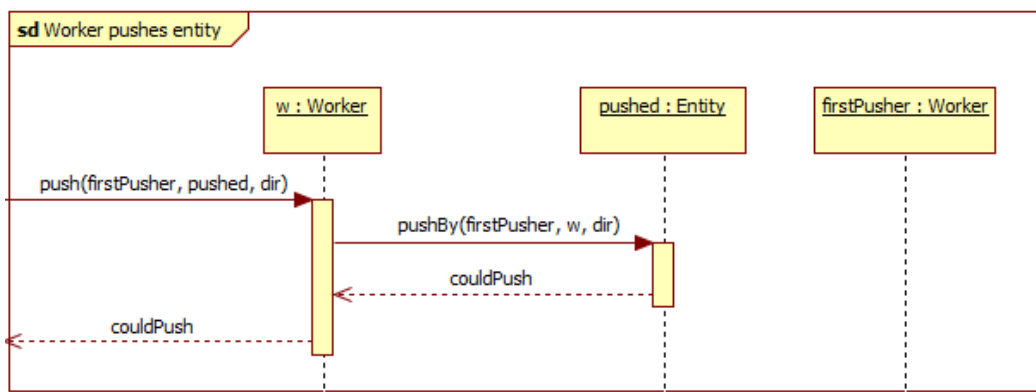 sd Worker pushes entity
w : Worker
pushed : Entity
firstPusher : Worker
push(firstPusher, pushed, dir)
pushBy(firstPusher, w, dir)
couldPush
couldPush